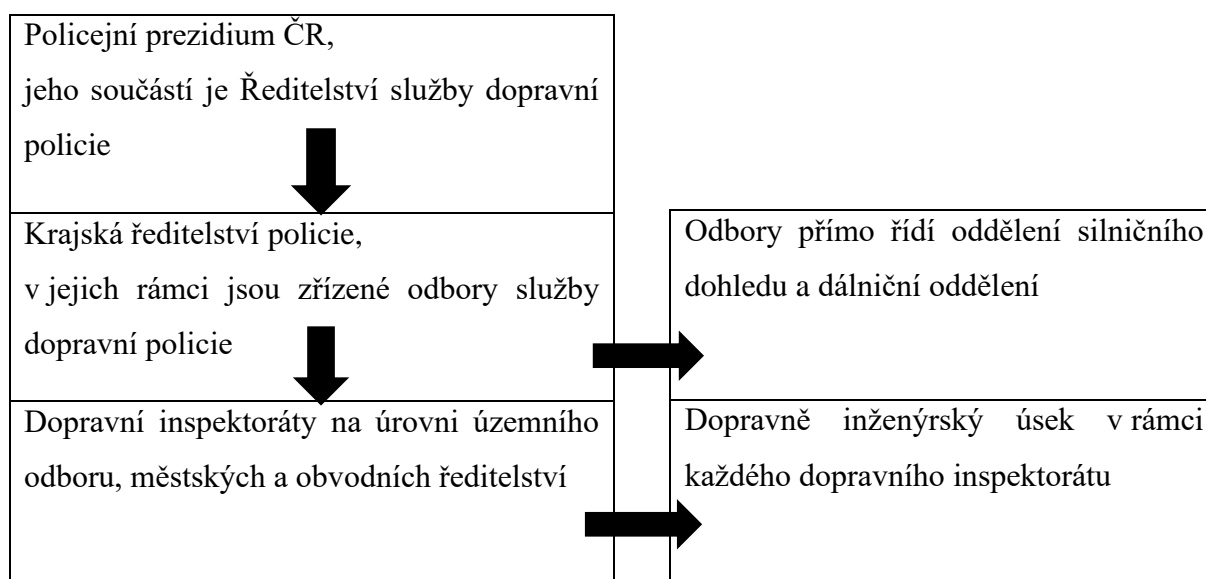 Policejní prezidium ČR,
jeho součástí je Ředitelství služby dopravní
policie
Krajská ředitelství policie,
v jejich rámci jsou zřízené odbory služby
dopravní policie
Odbory přímo řídí oddělení silničního
dohledu a dálniční oddělení
Dopravní inspektoráty na úrovni územního
odboru, městských a obvodních ředitelství
Dopravně inženýrský úsek v rámci
každého dopravního inspektorátu